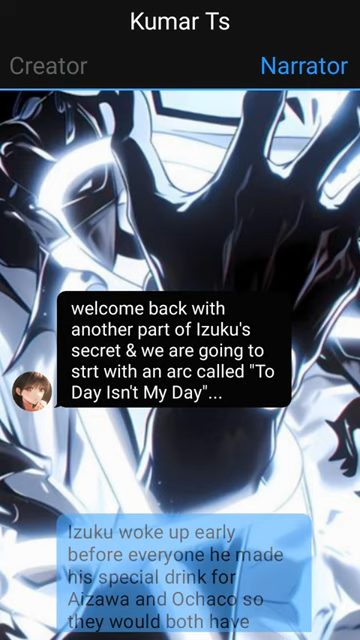 Kumar Ts
Creator
Narrator
welcome back with
another part of Izuku's
secret & we are going to
strt with an arc called "To
Day Isn't My Day"...
Izuku woke up early
before everyone he made
his special drink for
Aizawa and Ochaco so
they would both have